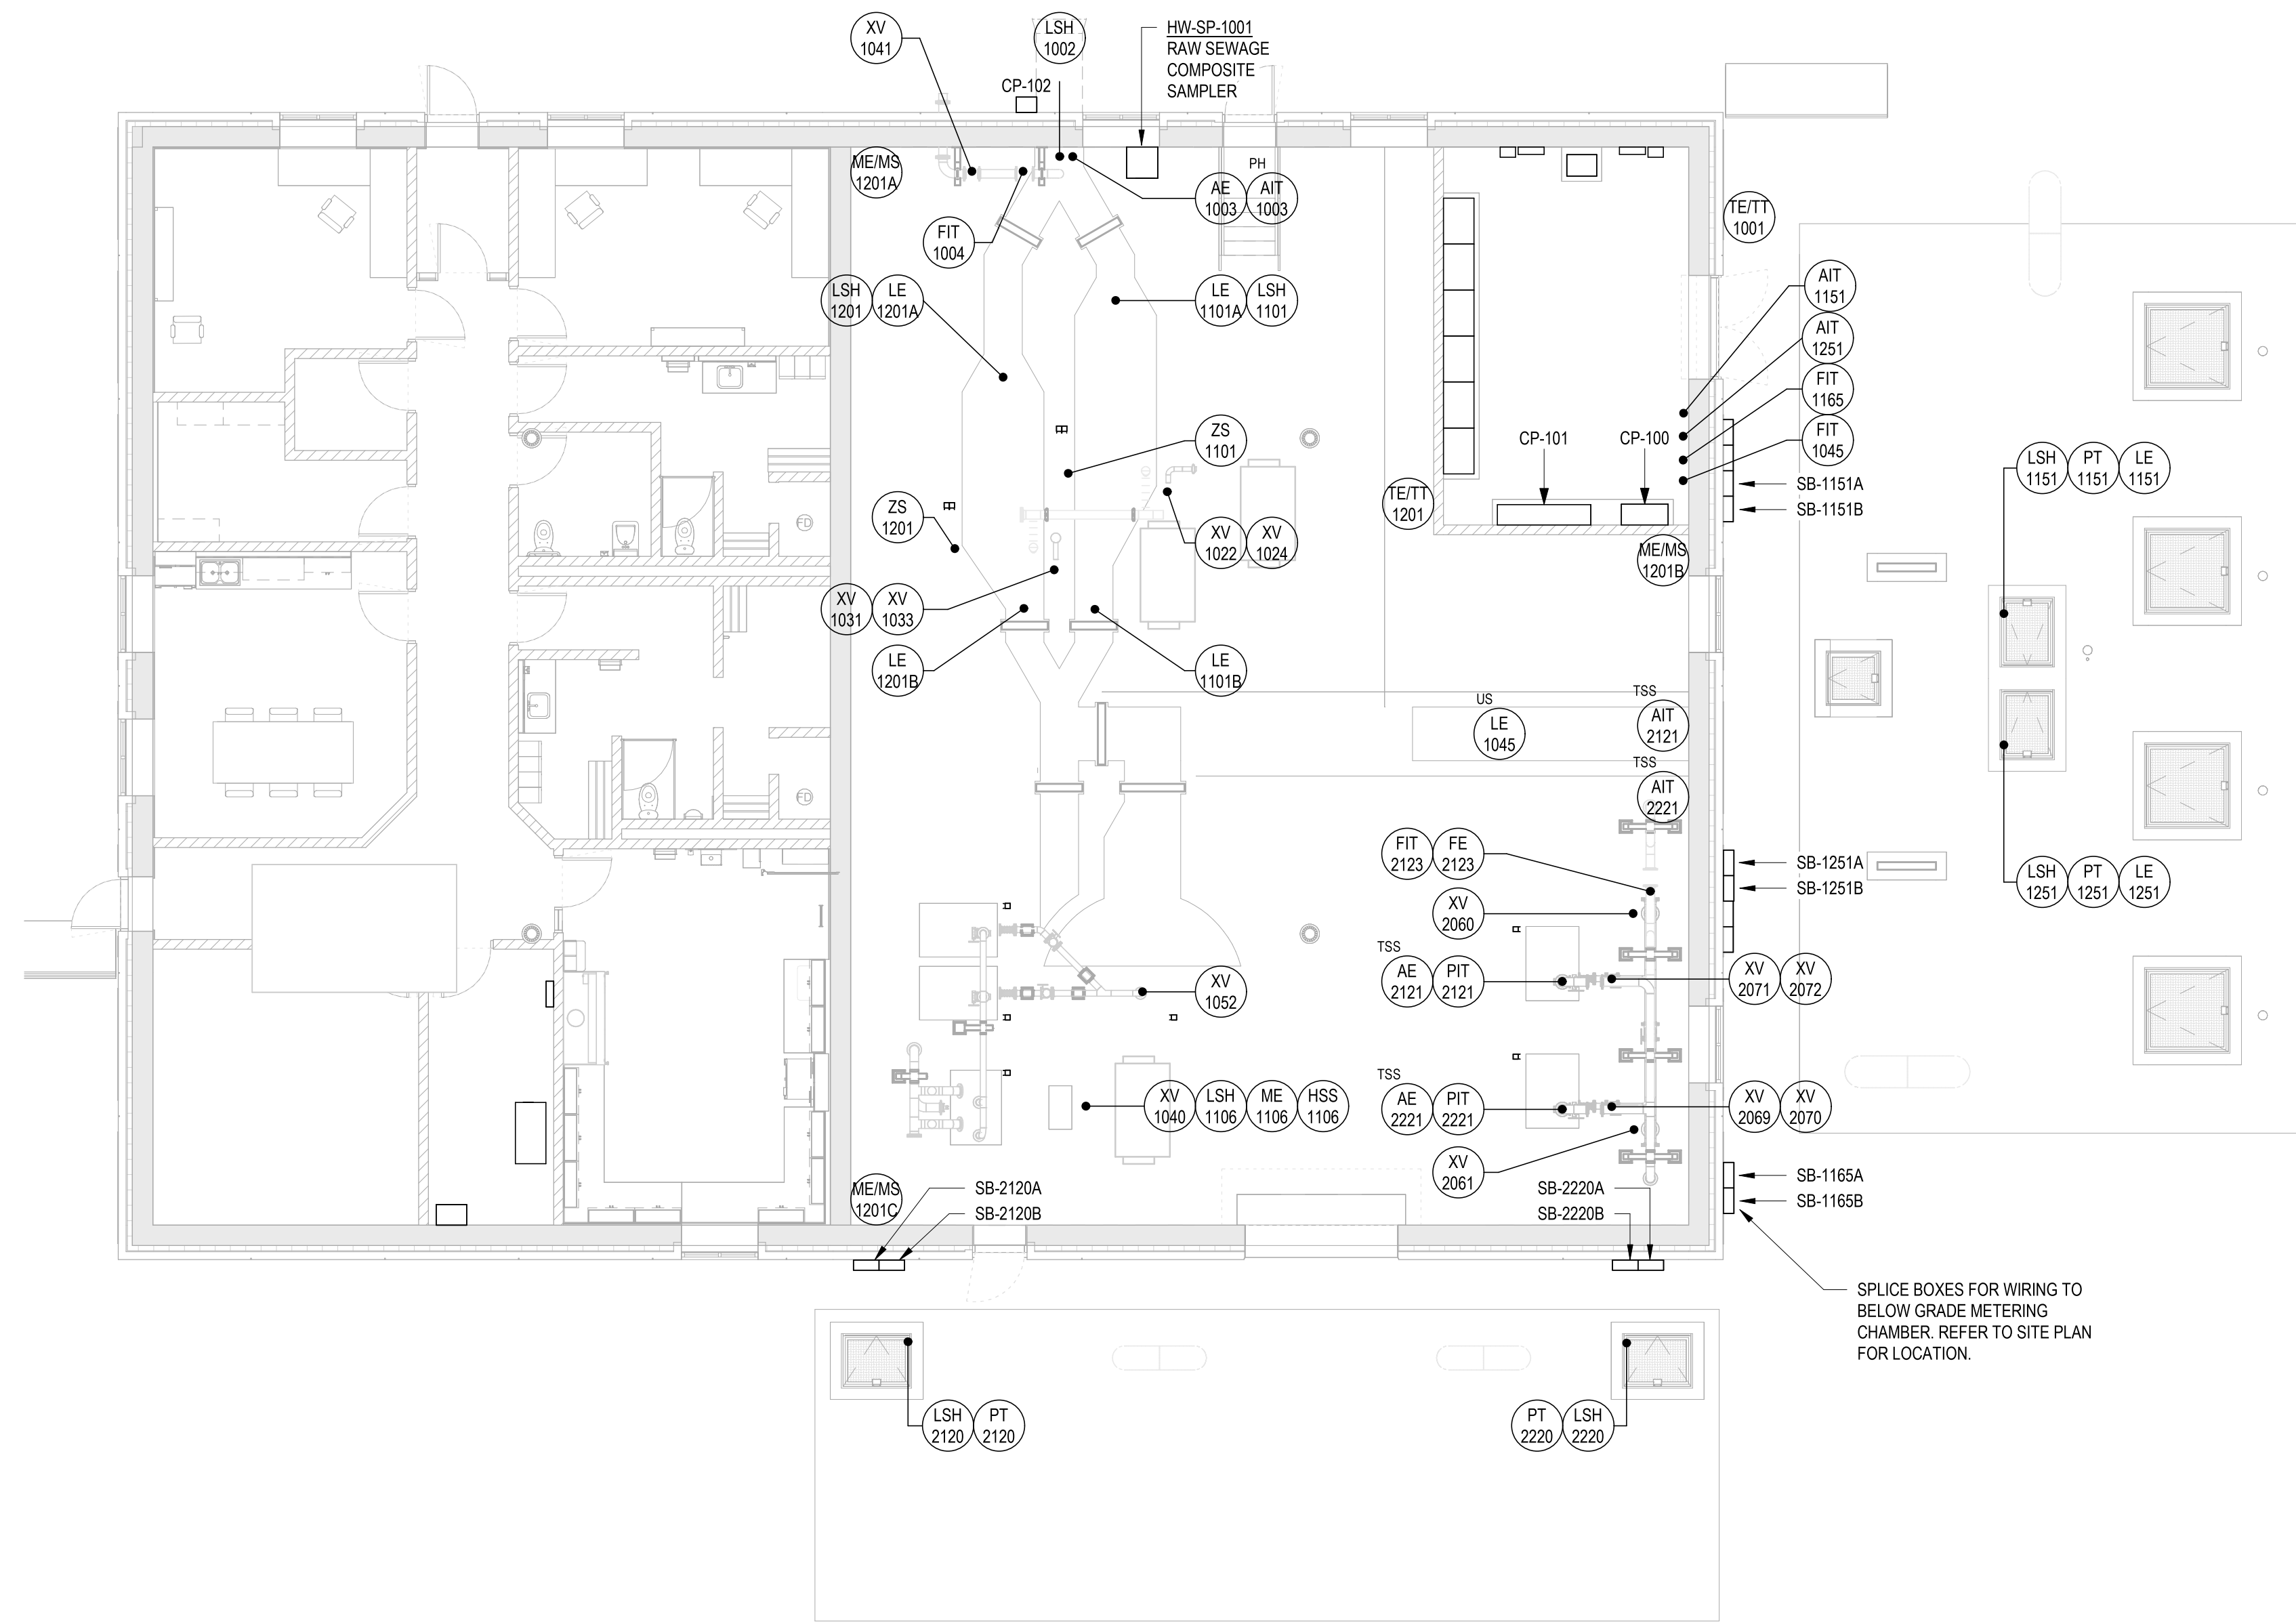 XV
1041
LSH
1002
HW-SP-1001
RAW SEWAGE
COMPOSITE
SAMPLER
CP-102
ME/MS
1201A
PH
AE
1003
AIT
1003
TE/TT
1001
FIT
1004
LSH
1201
LE
1201A
LE
1101A
LSH
1101
AIT
1151
AIT
1251
FIT
1165
FIT
1045
ZS
1101
CP-101
CP-100
LSH
1151
PT
1151
LE
1151
SB-1151A
SB-1151B
TE/TT
1201
ZS
1201
FD
XV
1022
XV
1024
ME/MS
1201B
XV
1031
XV
1033
LE
1201B
LE
1101B
US
LE
1045
TSS
AIT
2121
TSS
AIT
2221
FD
FIT
2123
FE
2123
SB-1251A
SB-1251B
LSH
1251
PT
1251
LE
1251
XV
2060
TSS
AE
2121
PIT
2121
XV
2071
XV
2072
XV
1052
TSS
AE
2221
PIT
2221
XV
2069
XV
2070
XV
1040
LSH
1106
ME
1106
HSS
1106
XV
2061
SB-1165A
SB-1165B
ME/MS
1201C
SB-2120A
SB-2120B
SB-2220A
SB-2220B
SPLICE BOXES FOR WIRING TO
BELOW GRADE METERING
CHAMBER. REFER TO SITE PLAN
FOR LOCATION.
LSH
2120
PT
2120
PT
2220
LSH
2220